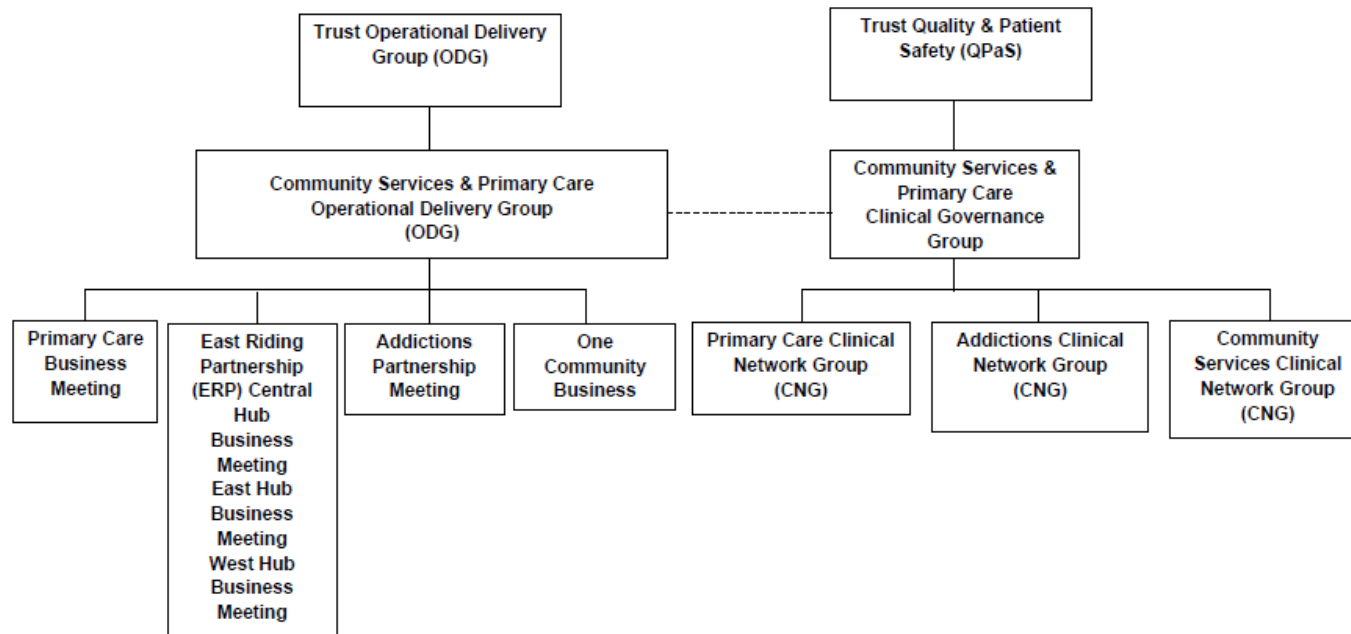 Trust Operational Delivery
Group (ODG)
Trust Quality & Patient
Safety (QPaS)
Community Services & Primary Care
Operational Delivery Group
(ODG)
Community Services &
Primary Care
Clinical Governance
Group
Primary Care
Business
Meeting
East Riding
Partnership
(ERP) Central
Hub
Business
Meeting
East Hub
Business
Meeting
West Hub
Business
Meeting
Addictions
Partnership
Meeting
One
Community
Business
Primary Care Clinical
Network Group
(CNG)
Addictions Clinical
Network Group
(CNG)
Community
Services Clinical
Network Group
(CNG)